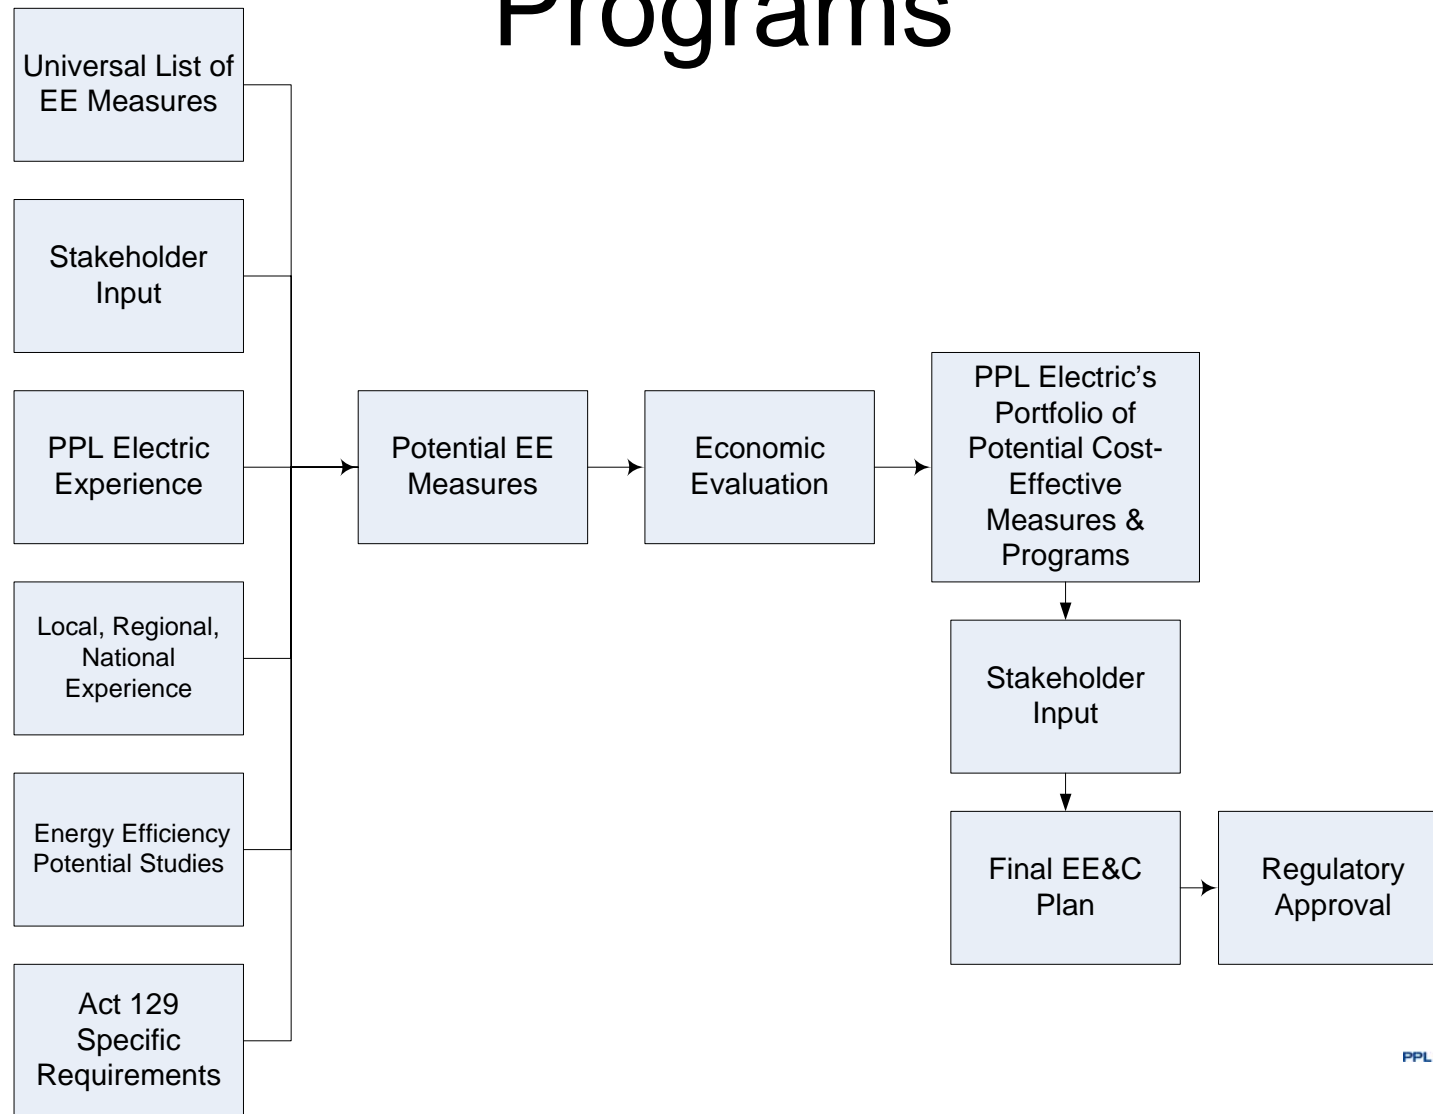 Programs
Universal List of
EE Measures
Stakeholder
Input
PPL Electric
Experience
Local, Regional,
National
Experience
Energy Efficiency
Potential Studies
Act 129
Specific
Requirements
Potential EE
Measures
Economic
Evaluation
PPL Electric’s
Portfolio of
Potential Cost-
Effective
Measures &
Programs
Stakeholder
Input
Final EE&C
Plan
Regulatory
Approval
PPL